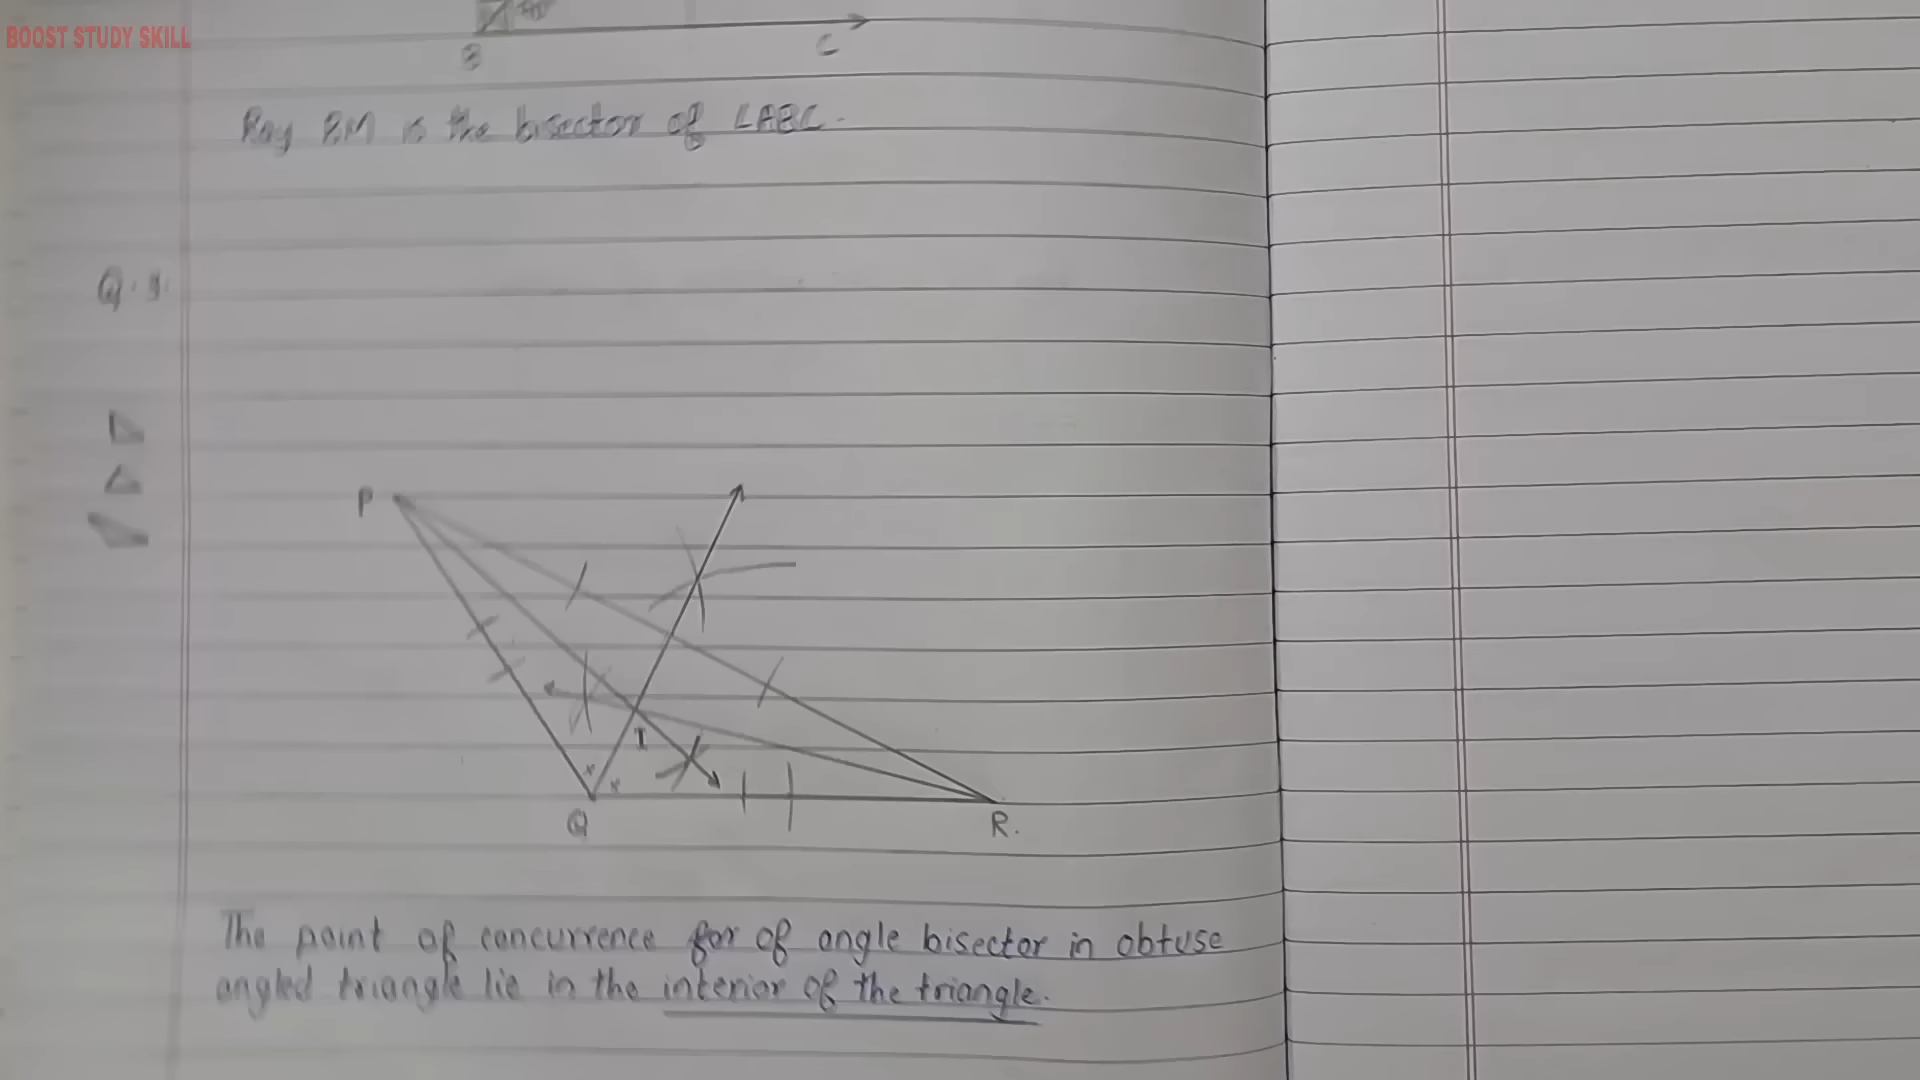 BOOST STUDY SKILL
B
C
Ray BM is the bisector of ∠ABC.
P
I
x
x
Q
R.
The point of concurrence for of angle bisector in obtuse
angled triangle lie in the interior of the triangle.